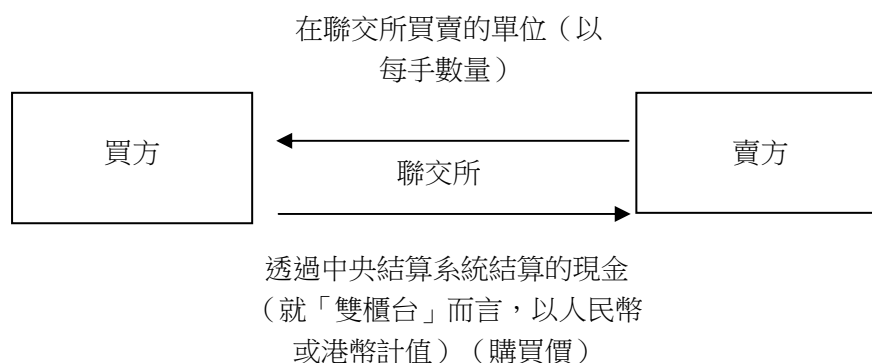 在聯交所買賣的單位（以
每手數量）
買方
賣方
聯交所
透過中央結算系統結算的現金
（就「雙櫃台」而言，以人民幣
或港幣計值）（購買價）